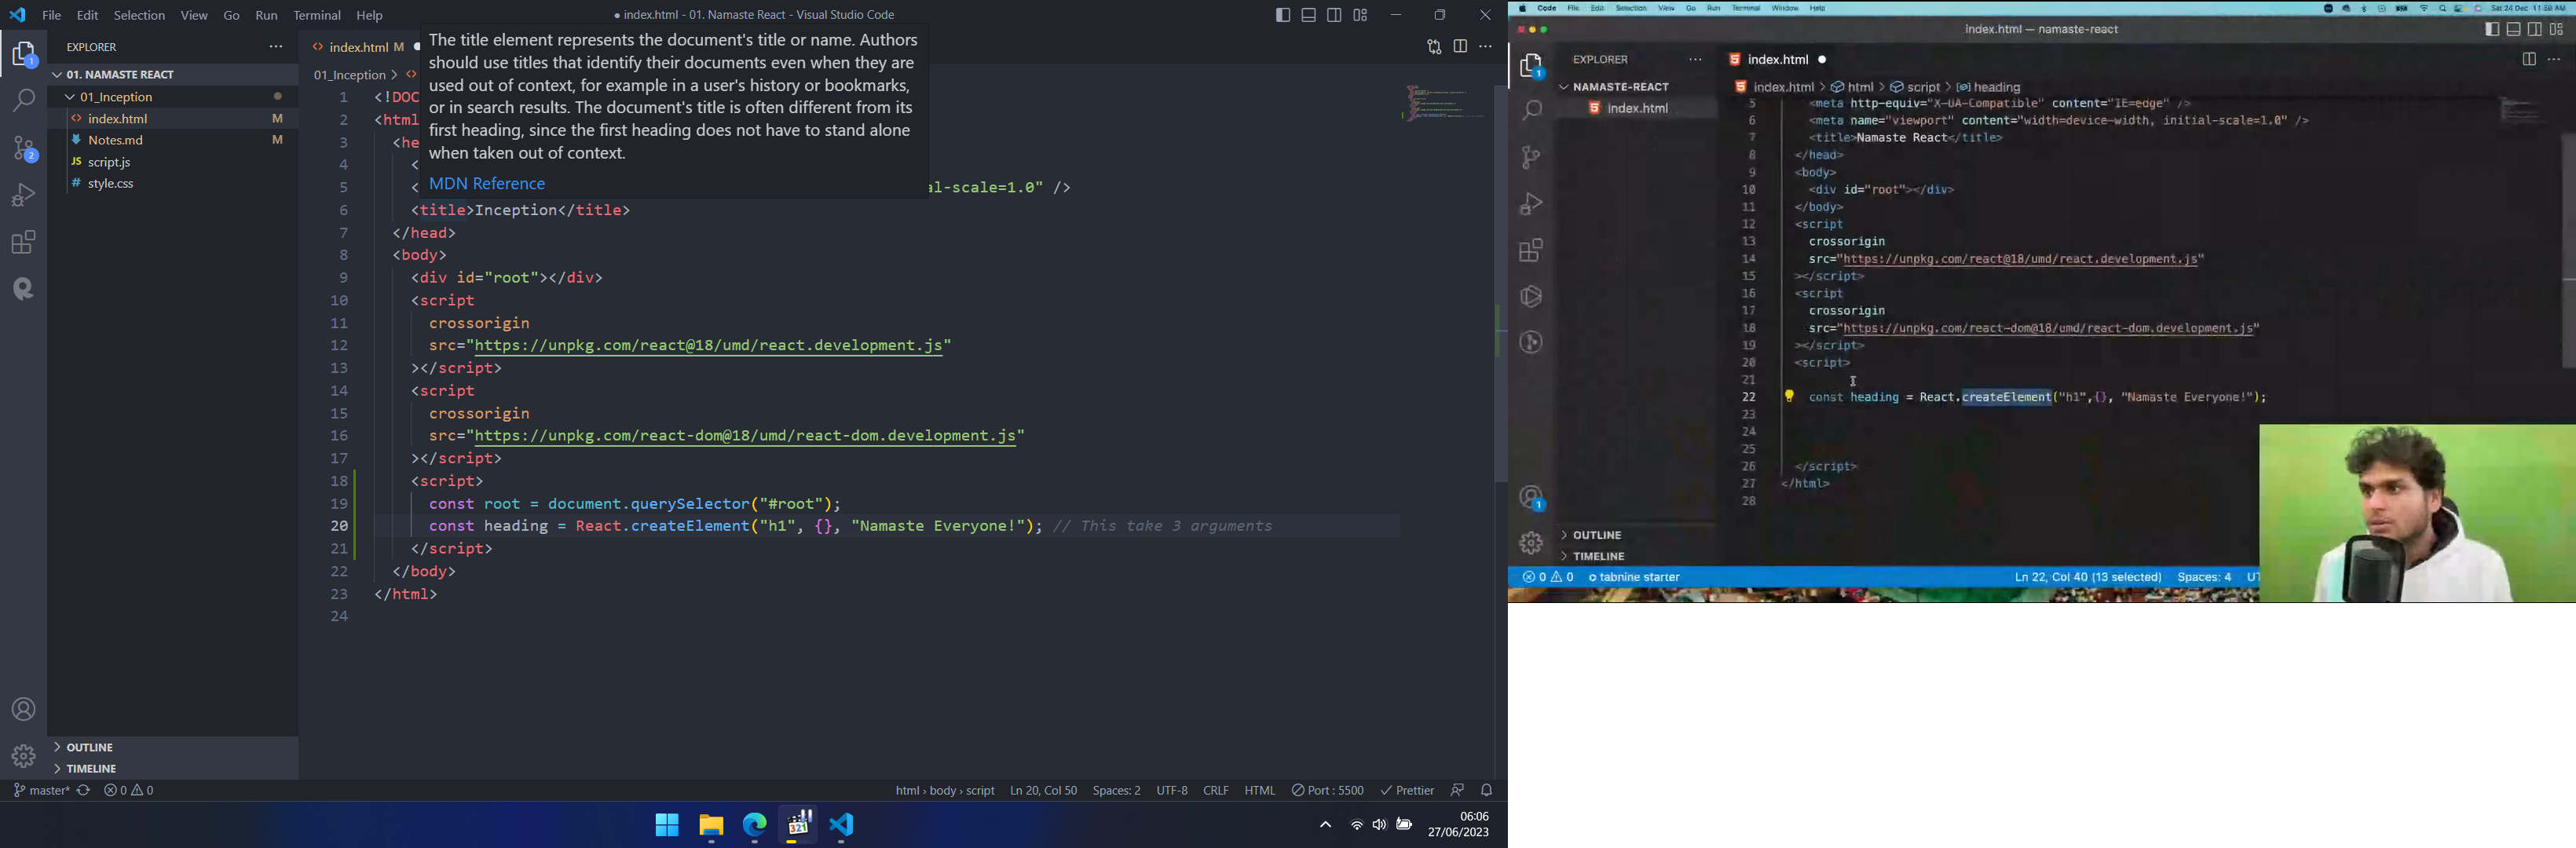 File Edit Selection View Go Run Terminal Help
● index.html - 01. Namaste React - Visual Studio Code
EXPLORER
01. NAMASTE REACT
01_Inception
index.html M
Notes.md M
script.js
style.css
OUTLINE
TIMELINE
index.html M
01_Inception >
The title element represents the document's title or name. Authors
should use titles that identify their documents even when they are
used out of context, for example in a user's history or bookmarks,
or in search results. The document's title is often different from its
first heading, since the first heading does not have to stand alone
when taken out of context.
MDN Reference
1 <!DOC
2 <html
3 <he
4 <
5 < al-scale=1.0" />
6 <title>Inception</title>
7 </head>
8 <body>
9 <div id="root"></div>
10 <script
11 crossorigin
12 src="https://unpkg.com/react@18/umd/react.development.js"
13 ></script>
14 <script
15 crossorigin
16 src="https://unpkg.com/react-dom@18/umd/react-dom.development.js"
17 ></script>
18 <script>
19 const root = document.querySelector("#root");
20 const heading = React.createElement("h1", {}, "Namaste Everyone!"); // This take 3 arguments
21 </script>
22 </body>
23 </html>
24
master* 0 0
html › body › script Ln 20, Col 50 Spaces: 2 UTF-8 CRLF HTML Port : 5500 Prettier
321
06:06
27/06/2023
Code File Edit Selection View Go Run Terminal Window Help
Sat 24 Dec
index.html — namaste-react
EXPLORER
NAMASTE-REACT
index.html
OUTLINE
TIMELINE
index.html ●
index.html > html > script > heading
5 <meta http-equiv="X-UA-Compatible" content="IE=edge" />
6 <meta name="viewport" content="width=device-width, initial-scale=1.0" />
7 <title>Namaste React</title>
8 </head>
9 <body>
10 <div id="root"></div>
11 </body>
12 <script
13 crossorigin
14 src="https://unpkg.com/react@18/umd/react.development.js"
15 ></script>
16 <script
17 crossorigin
18 src="https://unpkg.com/react-dom@18/umd/react-dom.development.js"
19 ></script>
20 <script>
21
22 const heading = React.createElement("h1",{}, "Namaste Everyone!");
23
24
25
26 </script>
27 </html>
28
0 0 tabnine starter
Ln 22, Col 40 (13 selected) Spaces: 4 UT